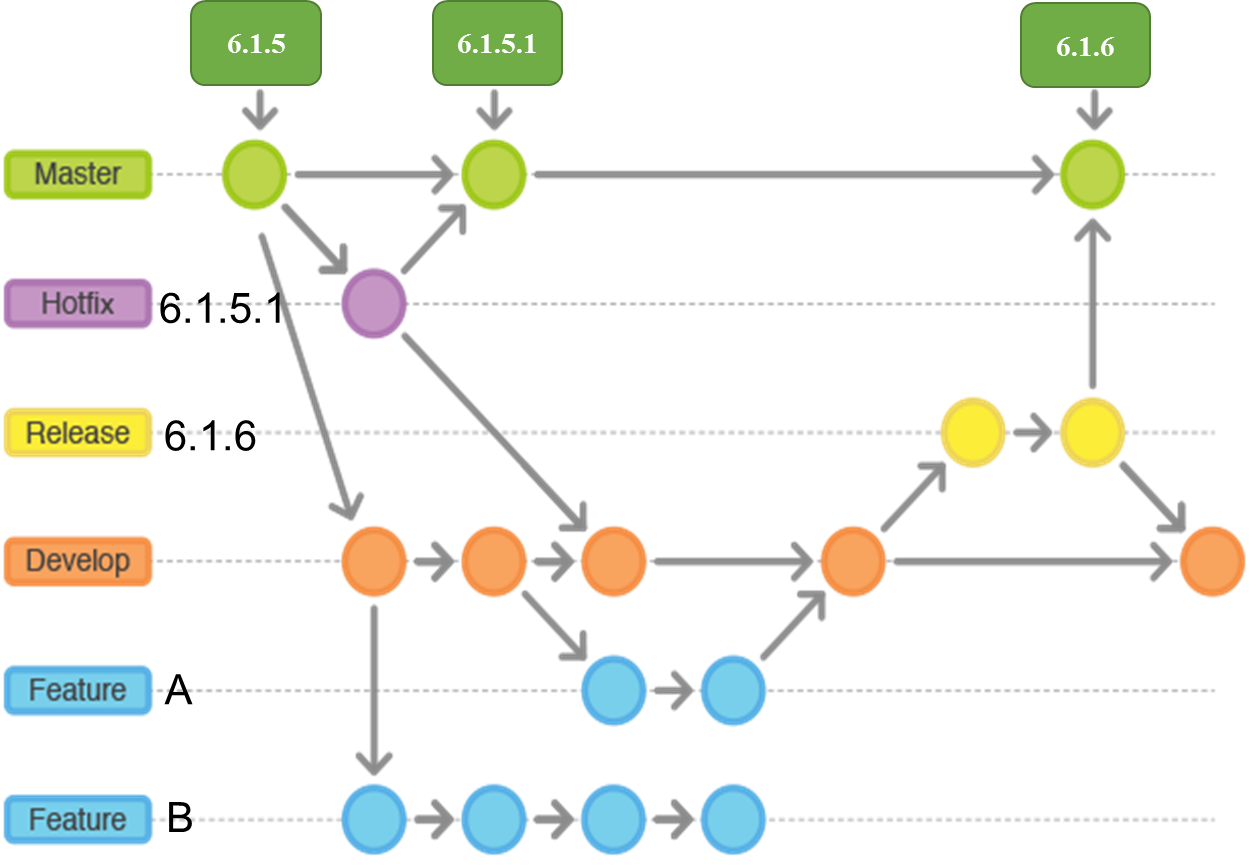 6.1.5
6.1.5.1
6.1.6
Master
Hotfix 6.1.5.1
Release 6.1.6
Develop
Feature A
Feature B